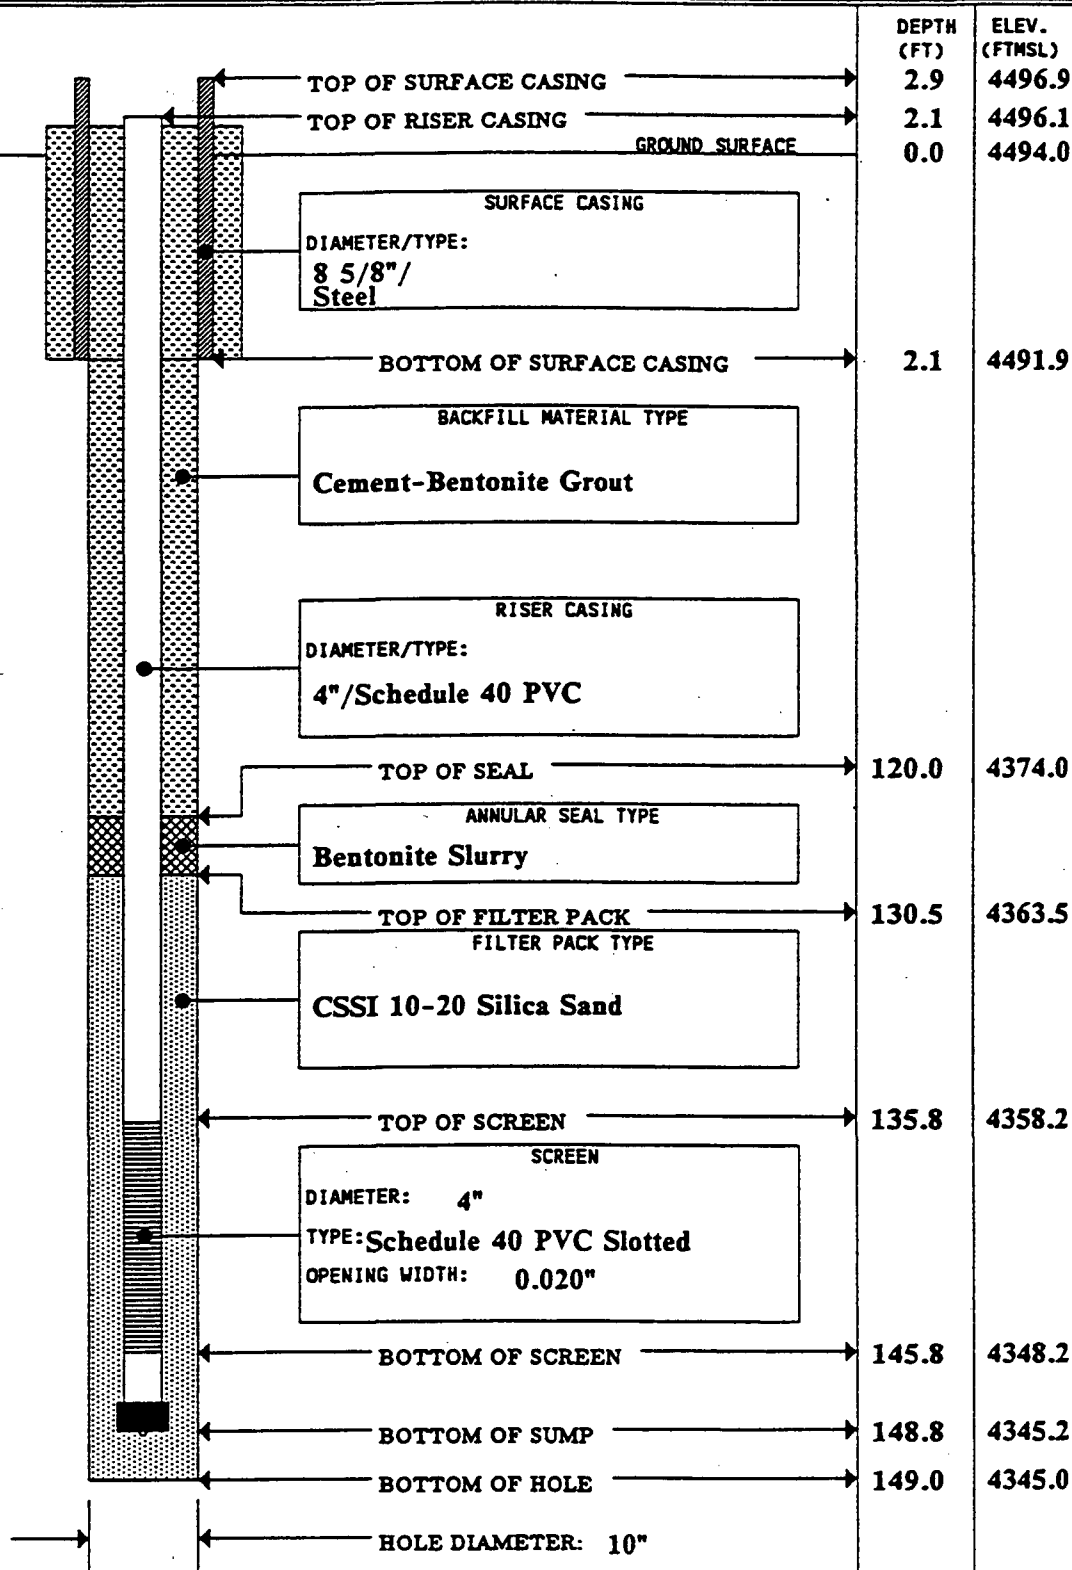 DEPTH ELEV.
(FT) (FTMSL)
TOP OF SURFACE CASING 2.9 4496.9
TOP OF RISER CASING 2.1 4496.1
GROUND SURFACE 0.0 4494.0
SURFACE CASING
DIAMETER/TYPE:
8 5/8"/
Steel
BOTTOM OF SURFACE CASING 2.1 4491.9
BACKFILL MATERIAL TYPE
Cement-Bentonite Grout
RISER CASING
DIAMETER/TYPE:
4"/Schedule 40 PVC
TOP OF SEAL 120.0 4374.0
ANNULAR SEAL TYPE
Bentonite Slurry
TOP OF FILTER PACK 130.5 4363.5
FILTER PACK TYPE
CSSI 10-20 Silica Sand
TOP OF SCREEN 135.8 4358.2
SCREEN
DIAMETER: 4"
TYPE: Schedule 40 PVC Slotted
OPENING WIDTH: 0.020"
BOTTOM OF SCREEN 145.8 4348.2
BOTTOM OF SUMP 148.8 4345.2
BOTTOM OF HOLE 149.0 4345.0
HOLE DIAMETER: 10"